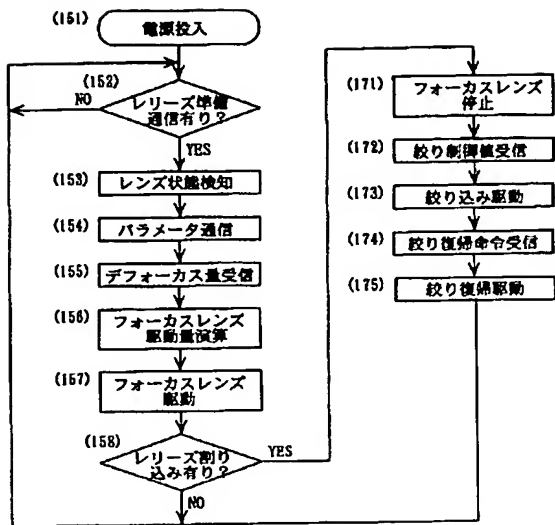 (151)
電源投入
(152)
レリーズ準備
通信有り?
NO
YES
(153)
レンズ状態検知
(154)
パラメータ通信
(155)
デフォーカス量受信
(156)
フォーカスレンズ
駆動量演算
(157)
フォーカスレンズ
駆動
(158)
レリーズ割り
込み有り?
YES
NO
(171)
フォーカスレンズ
停止
(172)
絞り制御値受信
(173)
絞り込み駆動
(174)
絞り復帰命令受信
(175)
絞り復帰駆動